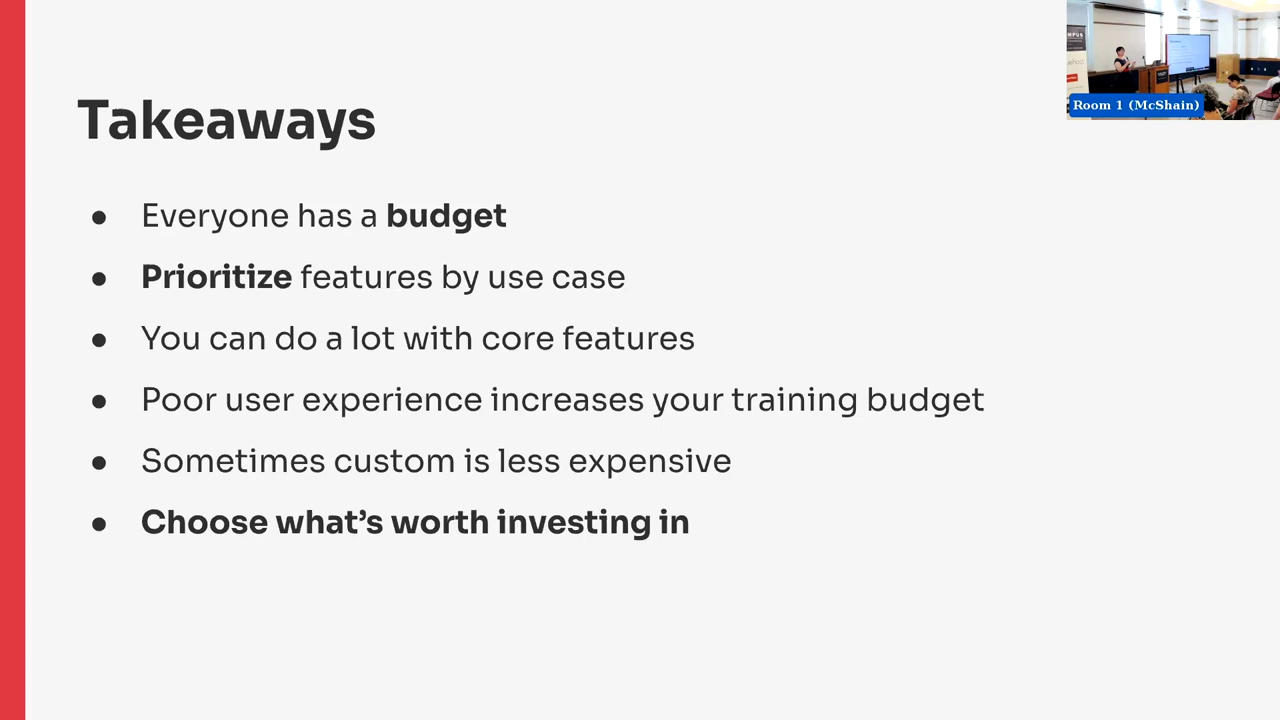 Takeaways
● Everyone has a budget
● Prioritize features by use case
● You can do a lot with core features
● Poor user experience increases your training budget
● Sometimes custom is less expensive
● Choose what’s worth investing in
Room 1 (McShain)